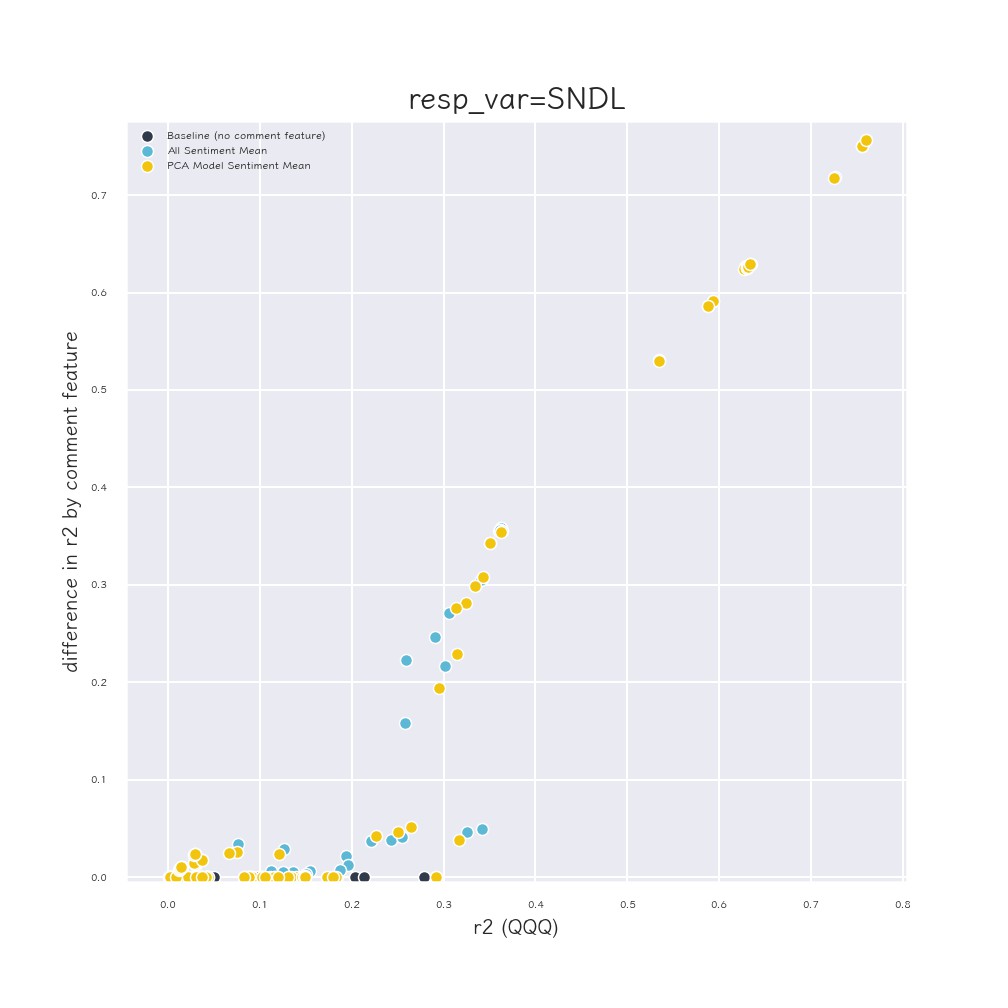 resp_var=SNDL
Baseline (no comment feature)
All Sentiment Mean
PCA Model Sentiment Mean
difference in r2 by comment feature
0.7
0.6
0.5
0.4
0.3
0.2
0.1
0.0
0.0 0.1 0.2 0.3 0.4 0.5 0.6 0.7 0.8
r2 (QQQ)